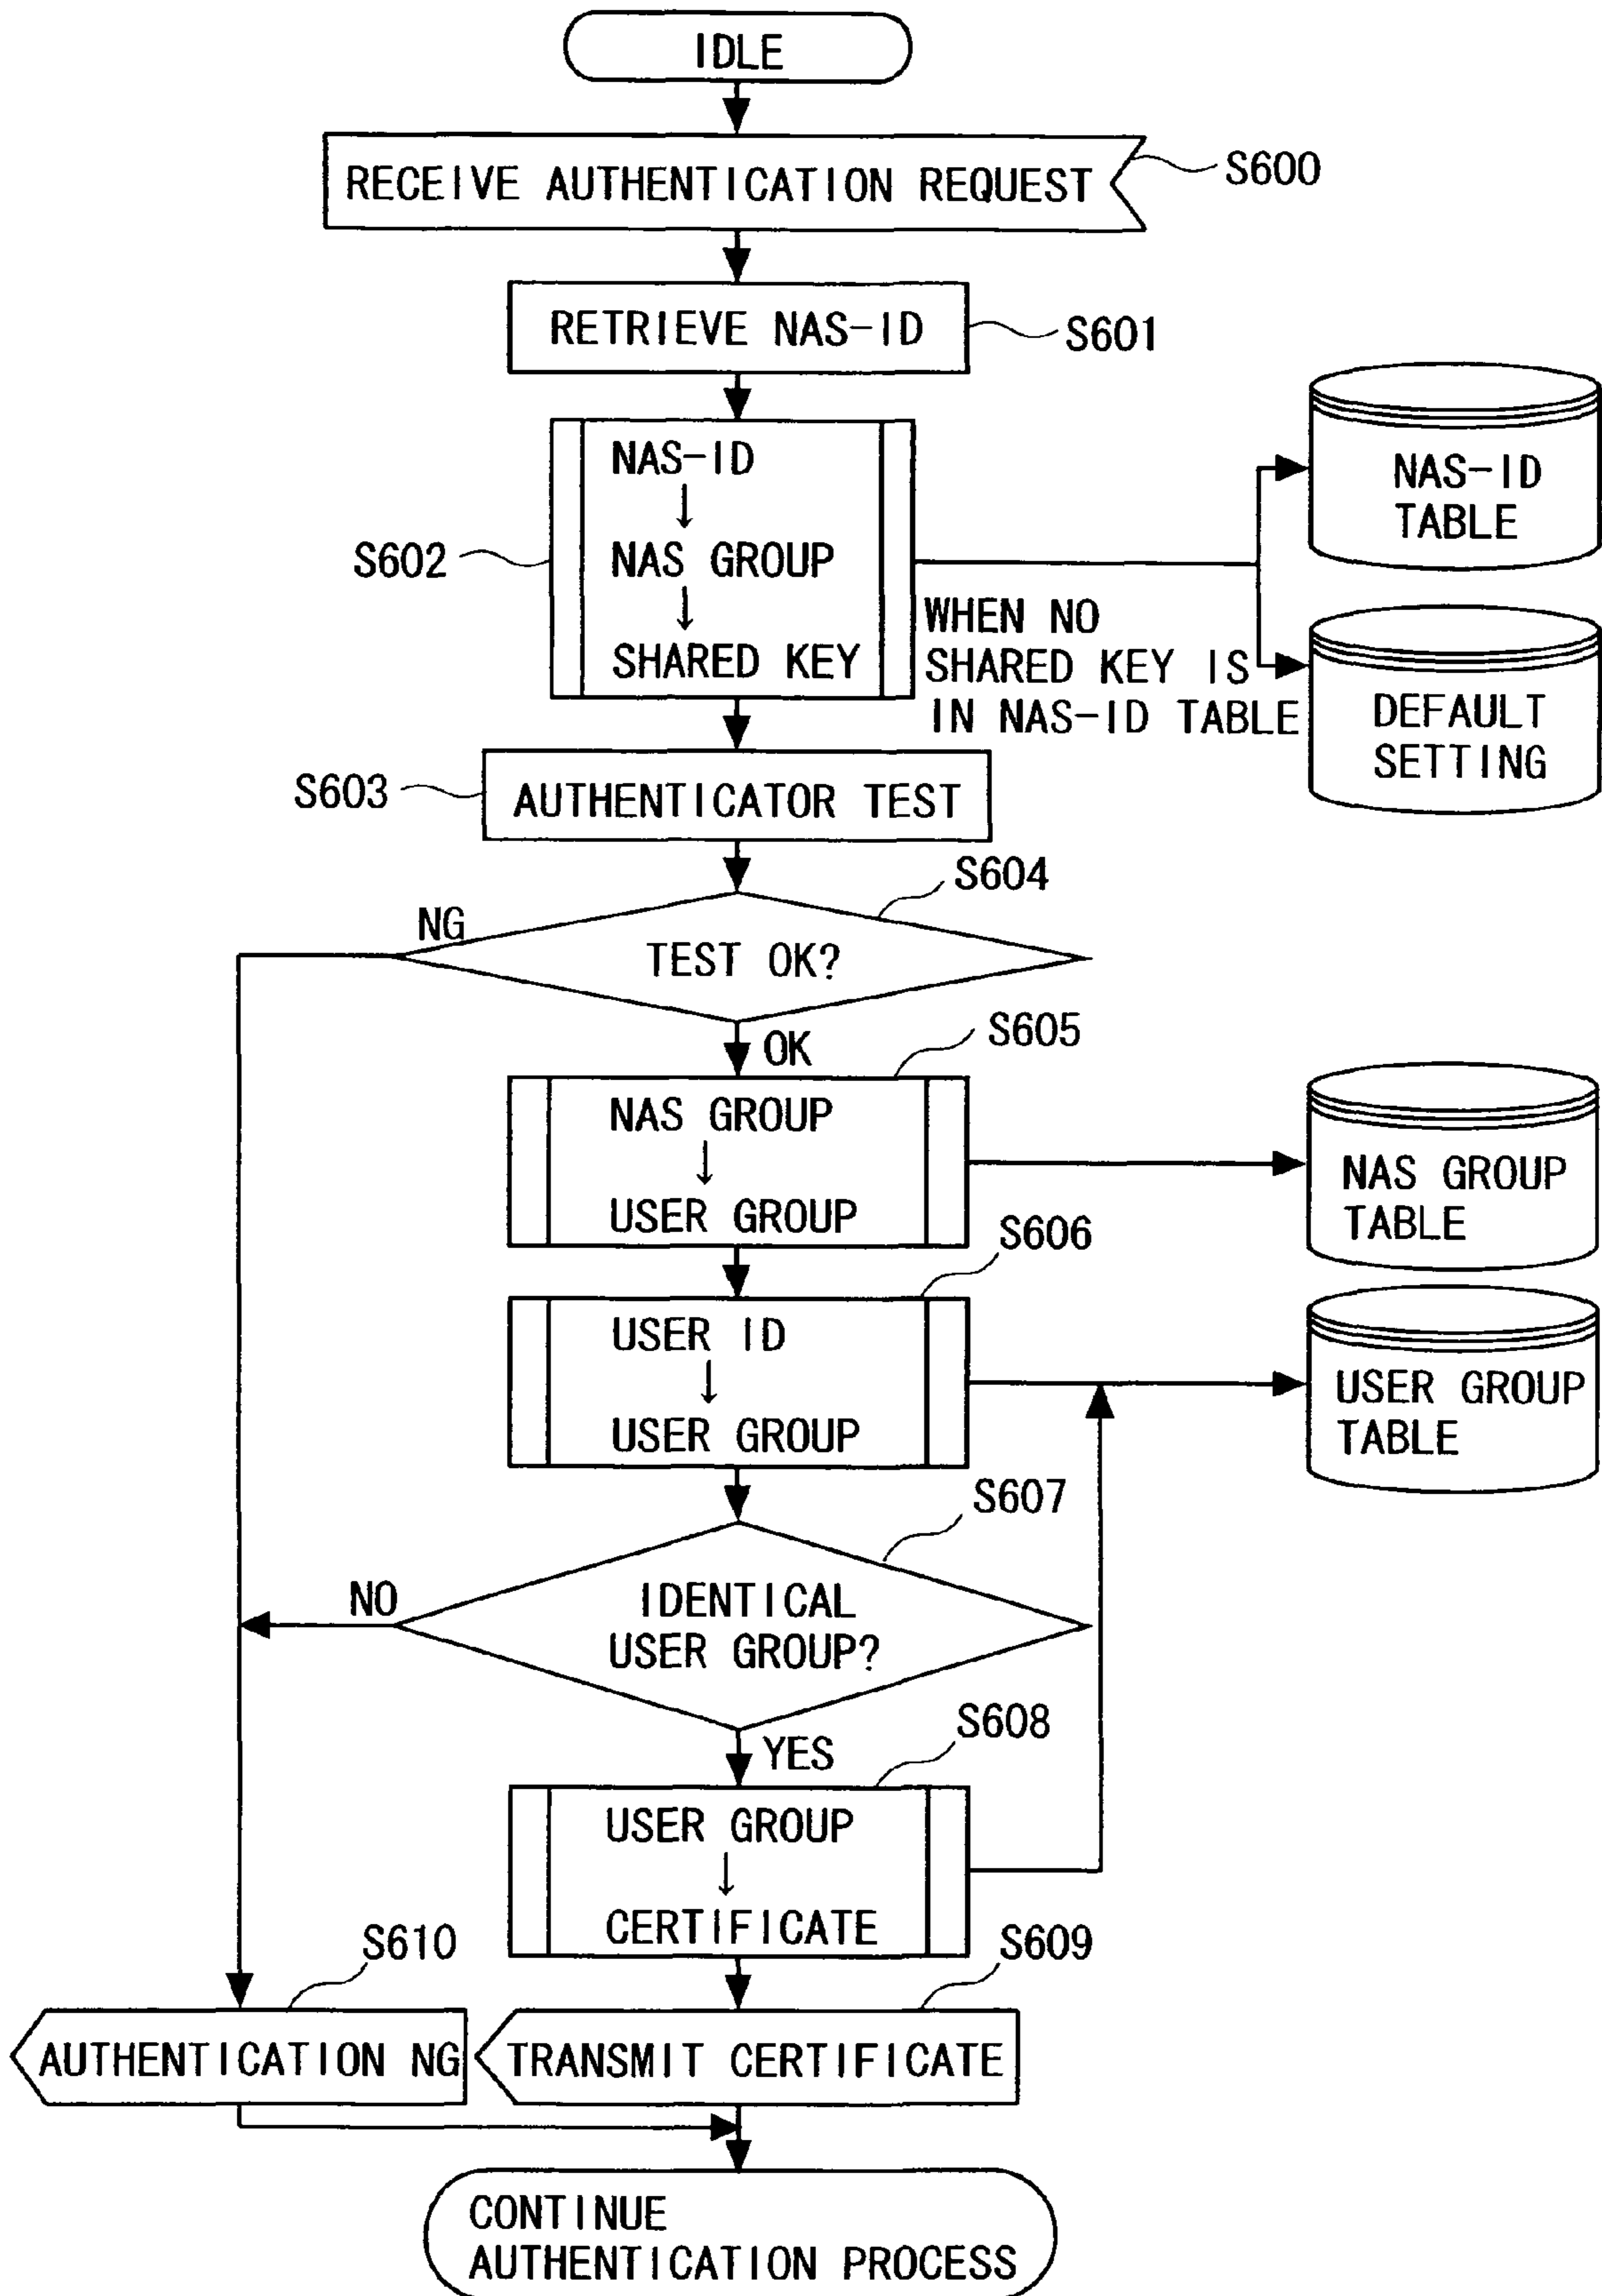 IDLE
RECEIVE AUTHENTICATION REQUEST
S600
RETRIEVE NAS-ID
S601
NAS-ID
↓
NAS GROUP
↓
SHARED KEY
S602
NAS-ID
TABLE
WHEN NO
SHARED KEY IS
IN NAS-ID TABLE
DEFAULT
SETTING
S603
AUTHENTICATOR TEST
S604
NG
TEST OK?
OK
S605
NAS GROUP
↓
USER GROUP
NAS GROUP
TABLE
S606
USER ID
↓
USER GROUP
USER GROUP
TABLE
S607
NO
IDENTICAL
USER GROUP?
YES
S608
USER GROUP
↓
CERTIFICATE
S610
S609
AUTHENTICATION NG
TRANSMIT CERTIFICATE
CONTINUE
AUTHENTICATION PROCESS